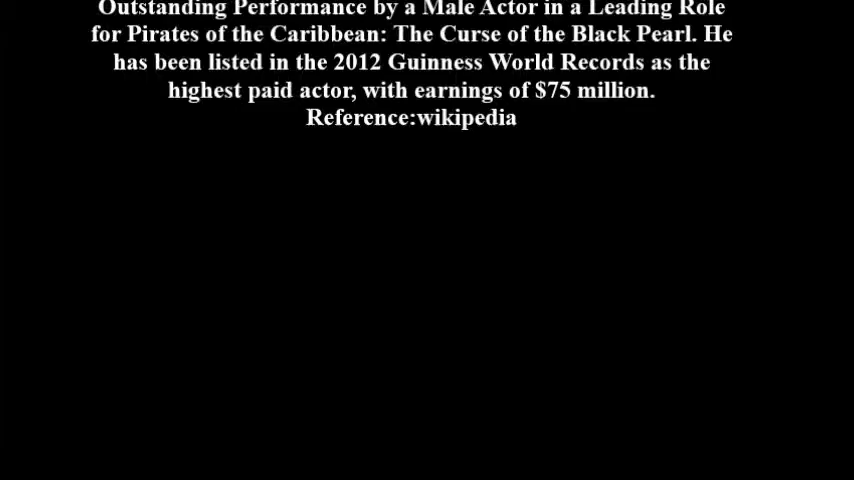 Outstanding Performance by a Male Actor in a Leading Role
for Pirates of the Caribbean: The Curse of the Black Pearl. He
has been listed in the 2012 Guinness World Records as the
highest paid actor, with earnings of $75 million.
Reference:wikipedia